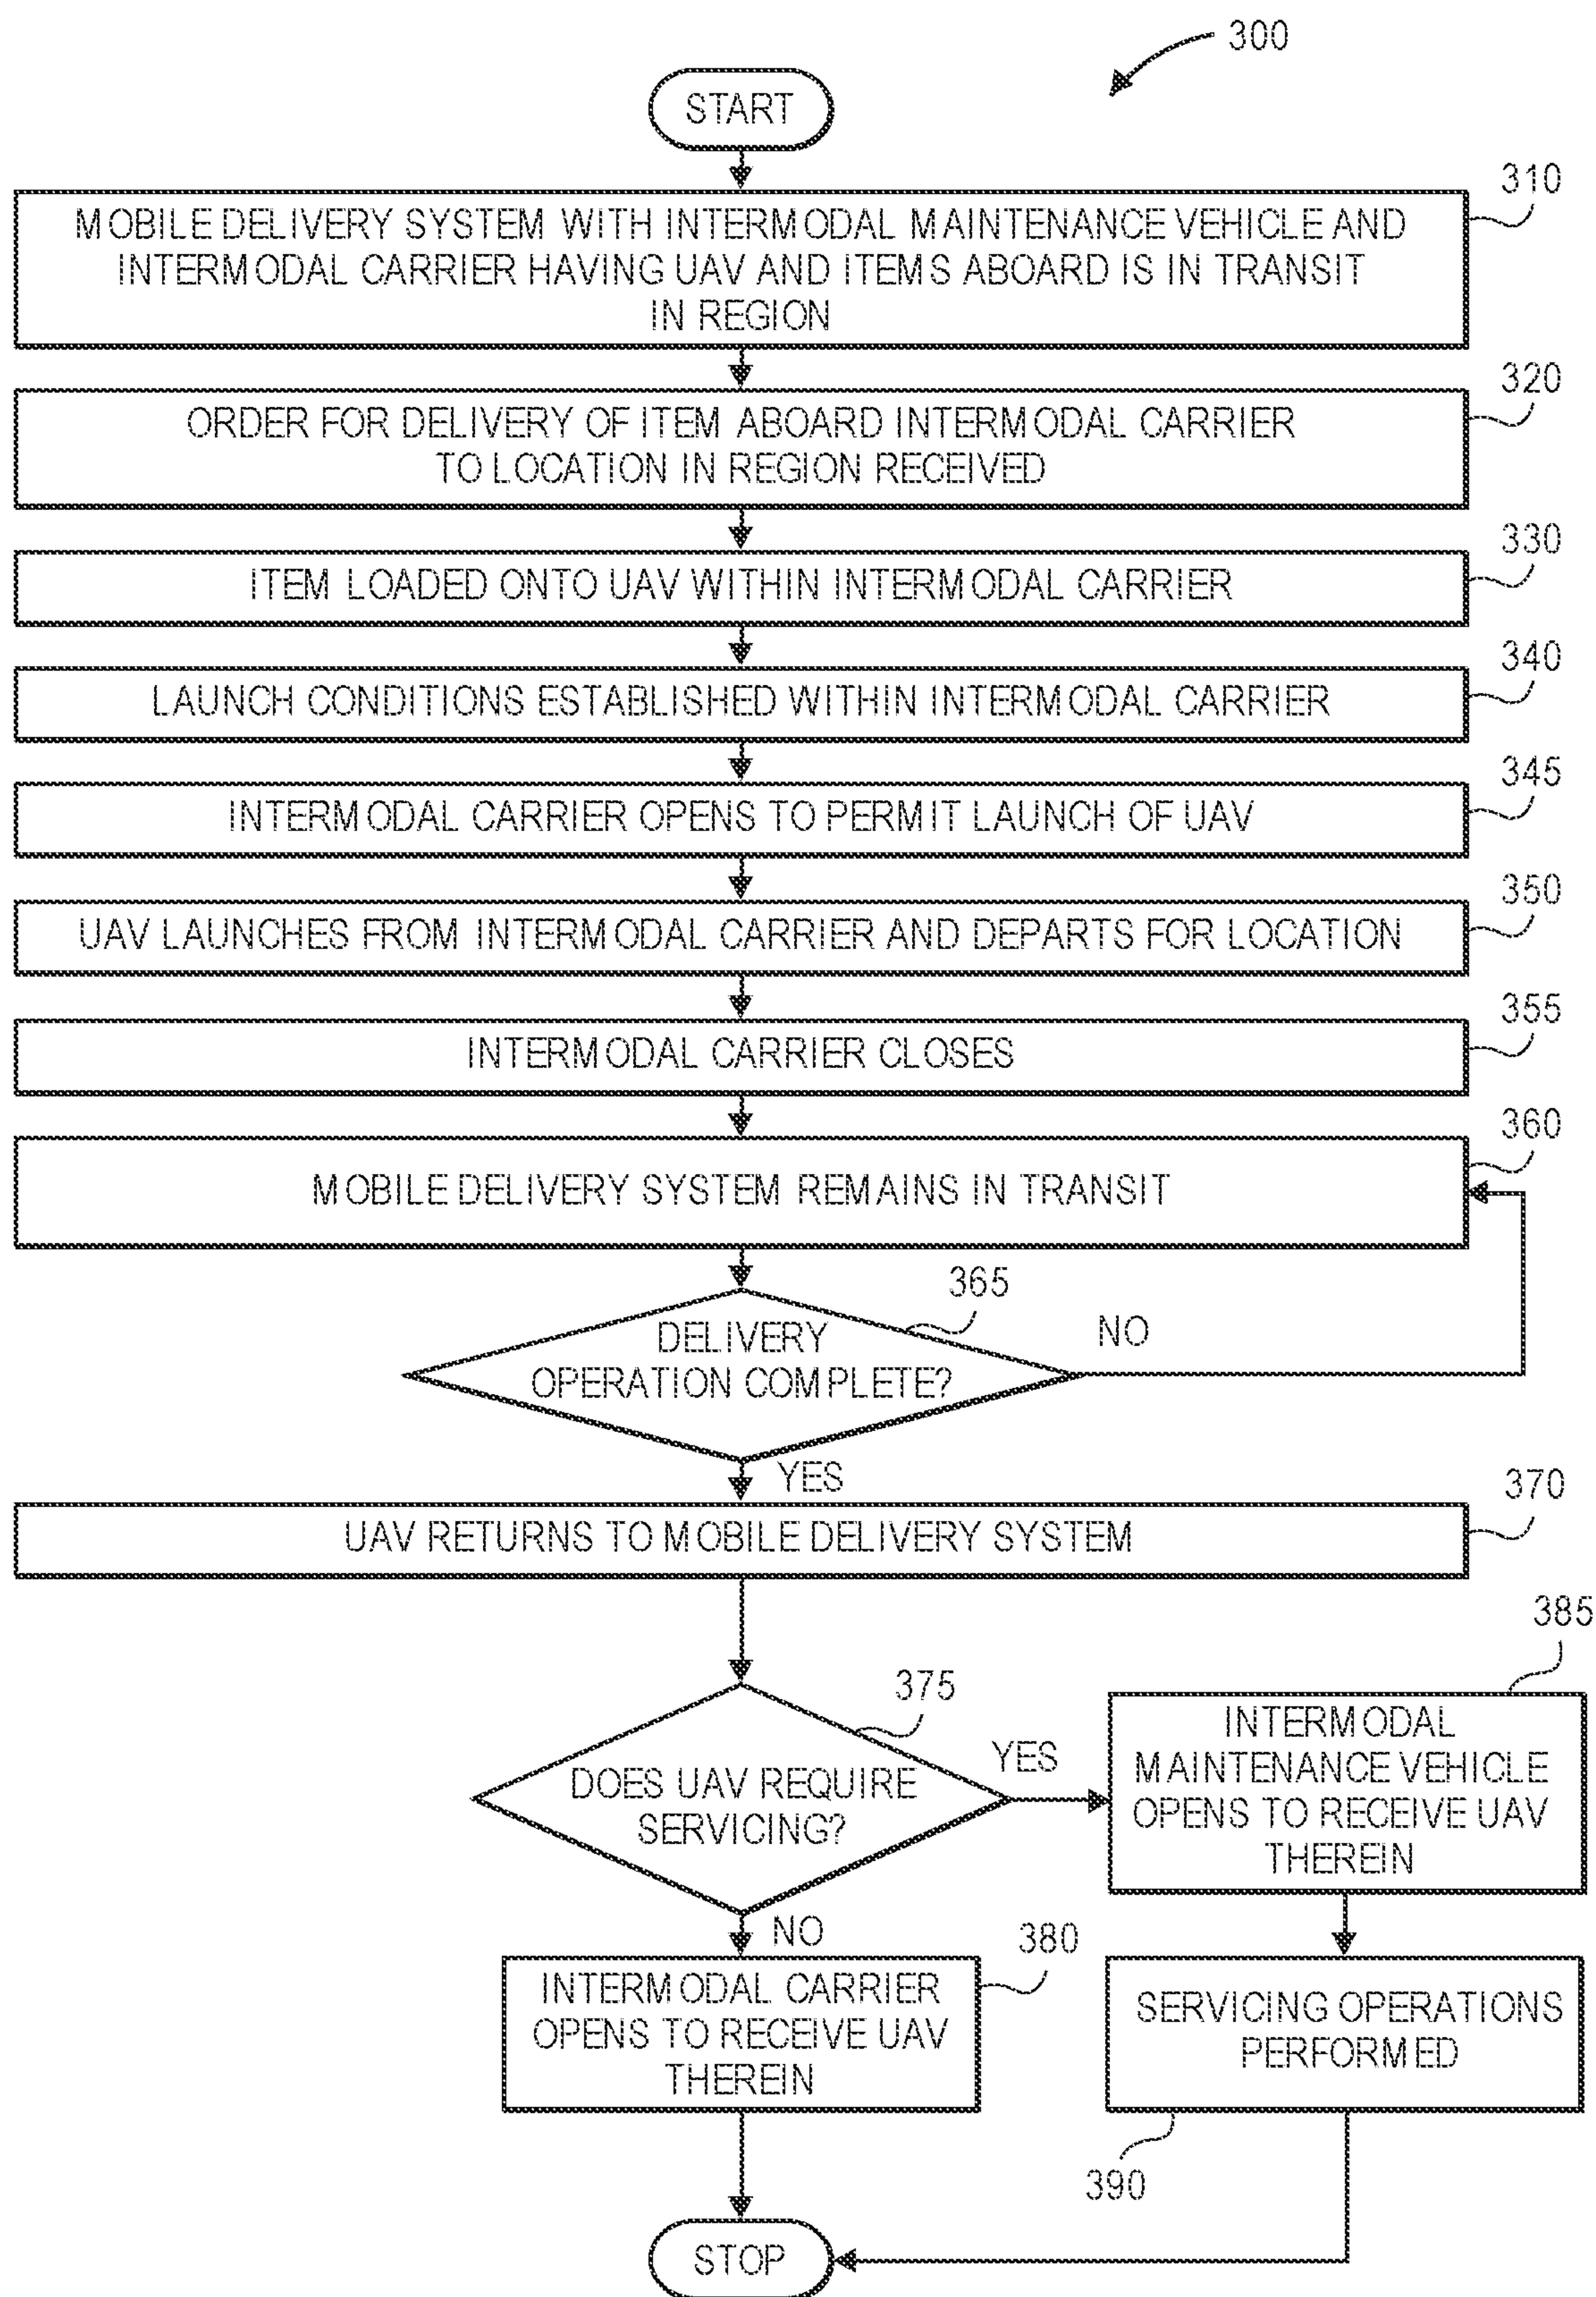 300
START
310
MOBILE DELIVERY SYSTEM WITH INTERMODAL MAINTENANCE VEHICLE AND
INTERMODAL CARRIER HAVING UAV AND ITEMS ABOARD IS IN TRANSIT
IN REGION
320
ORDER FOR DELIVERY OF ITEM ABOARD INTERMODAL CARRIER
TO LOCATION IN REGION RECEIVED
330
ITEM LOADED ONTO UAV WITHIN INTERMODAL CARRIER
340
LAUNCH CONDITIONS ESTABLISHED WITHIN INTERMODAL CARRIER
345
INTERMODAL CARRIER OPENS TO PERMIT LAUNCH OF UAV
350
UAV LAUNCHES FROM INTERMODAL CARRIER AND DEPARTS FOR LOCATION
355
INTERMODAL CARRIER CLOSES
360
MOBILE DELIVERY SYSTEM REMAINS IN TRANSIT
365
DELIVERY
OPERATION COMPLETE?
NO
YES
370
UAV RETURNS TO MOBILE DELIVERY SYSTEM
375
DOES UAV REQUIRE
SERVICING?
YES
385
INTERMODAL
MAINTENANCE VEHICLE
OPENS TO RECEIVE UAV
THEREIN
NO
380
INTERMODAL CARRIER
OPENS TO RECEIVE UAV
THEREIN
SERVICING OPERATIONS
PERFORMED
390
STOP